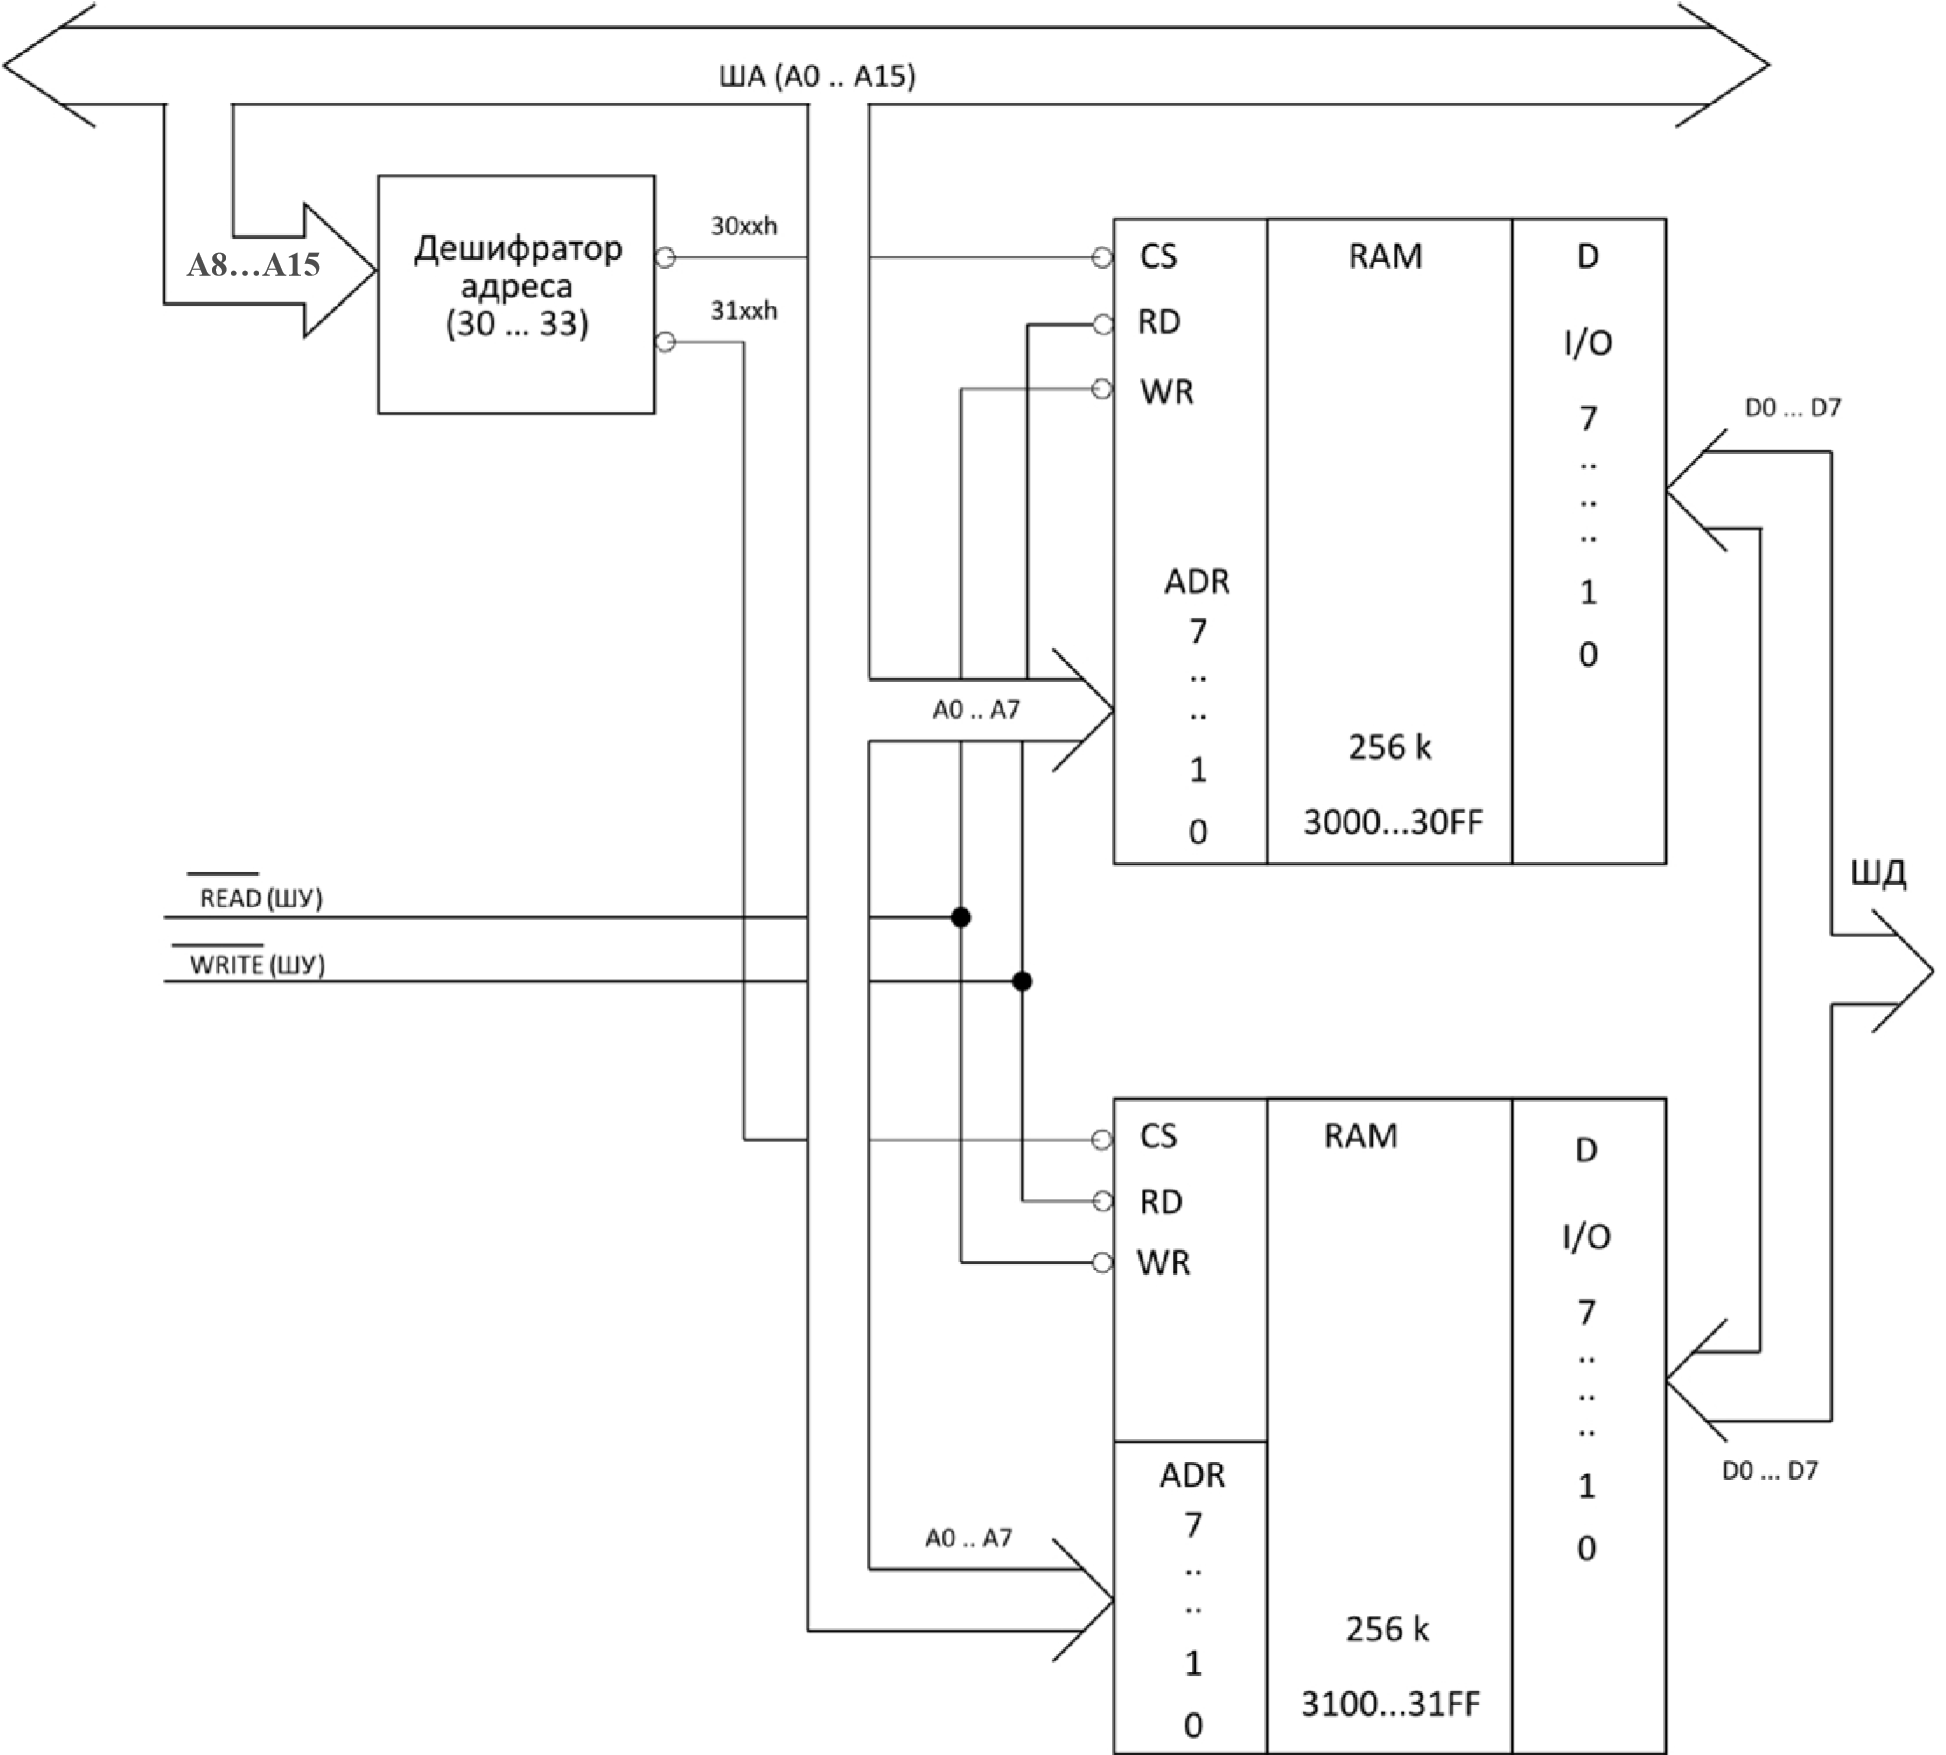 ША (A0 .. A15)
A8...A15
Дешифратор
адреса
(30 ... 33)
30xxh
31xxh
CS
RD
WR
ADR
7
..
..
1
0
RAM
256 k
3000...30FF
D
I/O
7
..
..
..
1
0
D0 ... D7
A0 .. A7
READ (ШУ)
WRITE (ШУ)
ШД
CS
RD
WR
ADR
7
..
..
1
0
RAM
256 k
3100...31FF
D
I/O
7
..
..
..
1
0
D0 ... D7
A0 .. A7